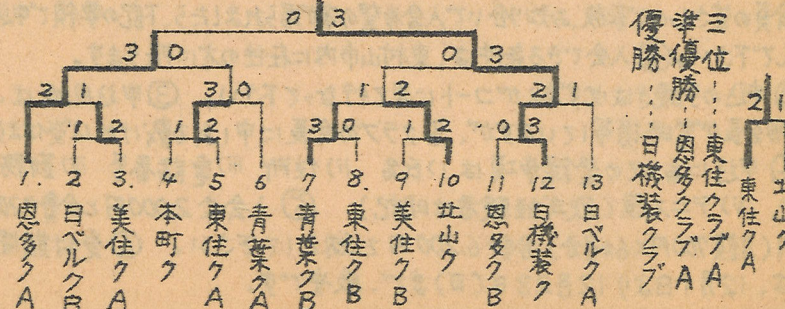 0 3
3 0 0 3
2 1 3 0 1 2 2 1
1 2 1 2 3 0 1 2 0 3
1. 恩多クA
2 日ベルクB
3. 美住クA
4 本町ク
5 東住クA
6 青葉クA
7 青葉クB
8. 東住クB
9 美住クB
10 北山ク
11 恩多クB
12 日機装ク
13 日ベルクA
三位…東住クラブA
準優勝…恩多クラブA
優勝…日機装クラブ
2 1
東住クA
北山ク